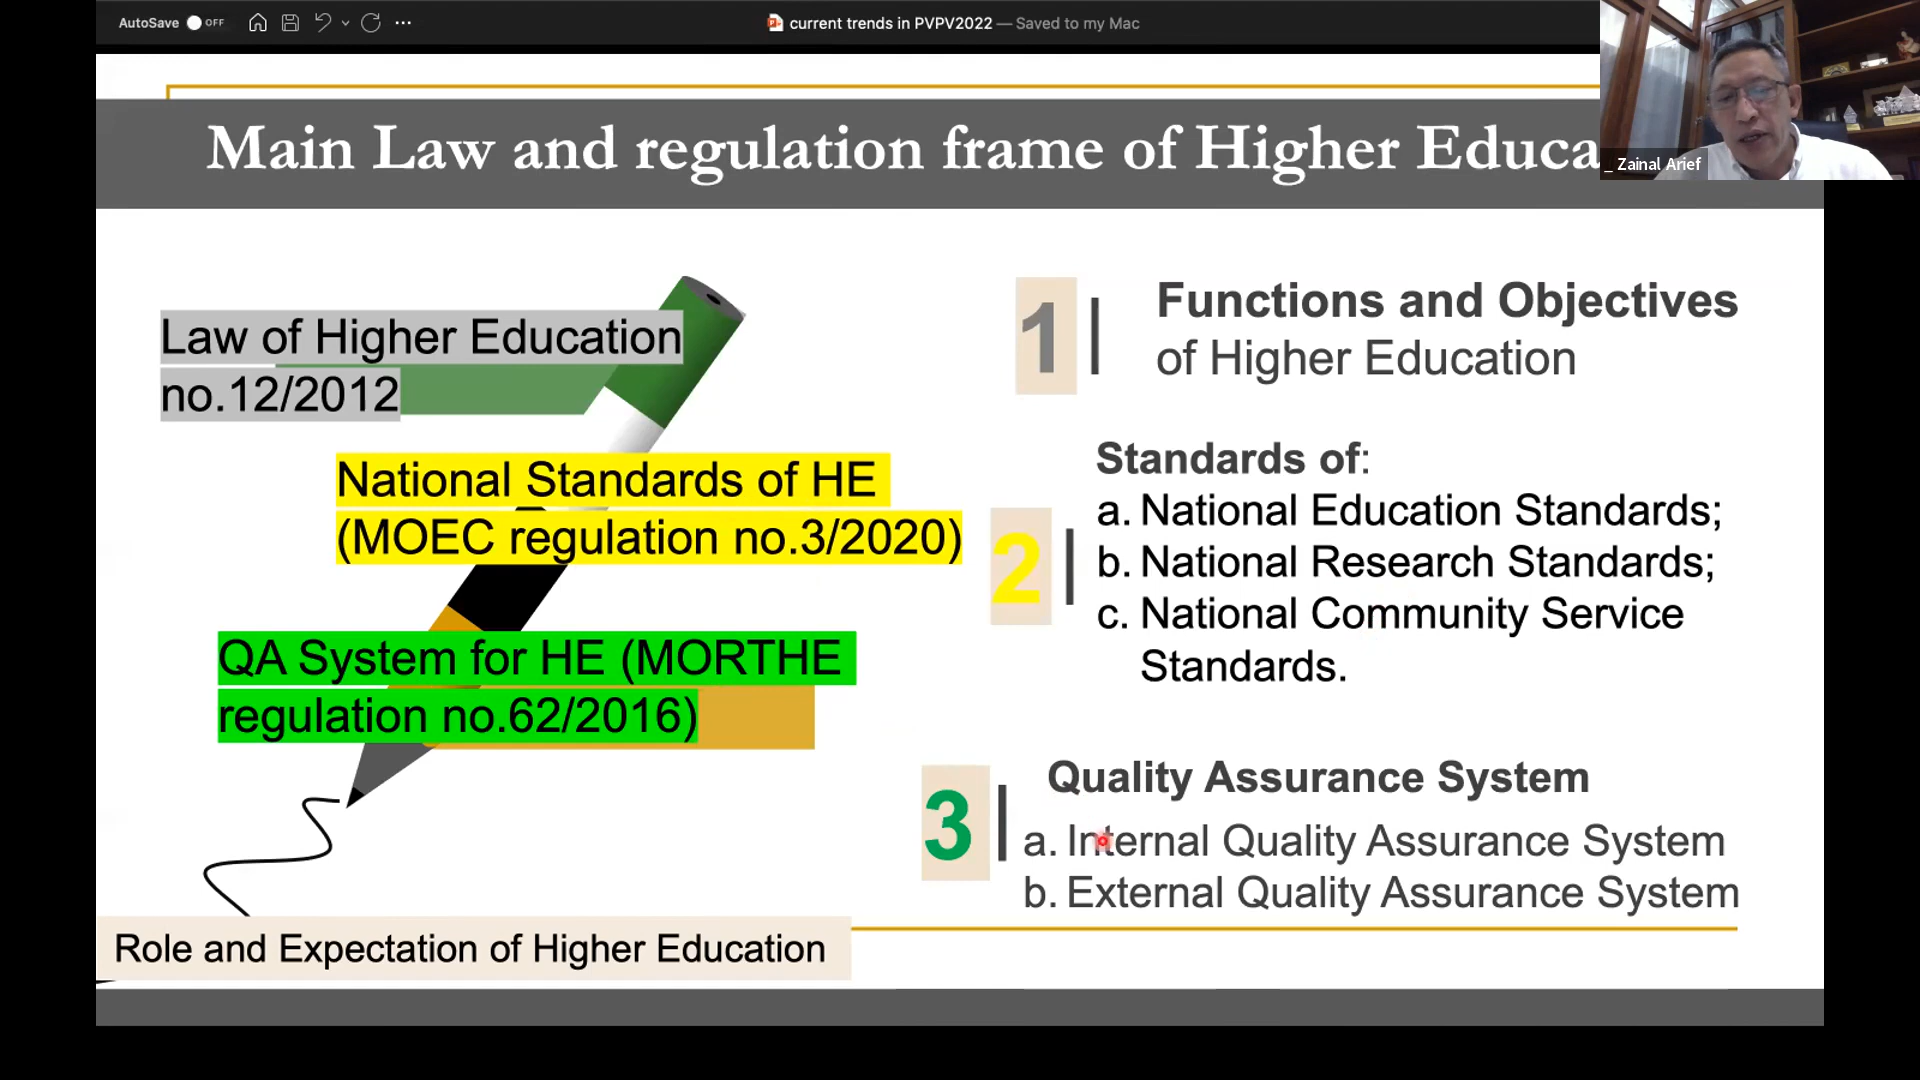 AutoSave OFF
current trends in PVPV2022 — Saved to my Mac
Main Law and regulation frame of Higher Educa
_ Zainal Arief
Law of Higher Education
no.12/2012
National Standards of HE
(MOEC regulation no.3/2020)
QA System for HE (MORTHE
regulation no.62/2016)
Role and Expectation of Higher Education
1
Functions and Objectives
of Higher Education
2
Standards of:
a. National Education Standards;
b. National Research Standards;
c. National Community Service
Standards.
3
Quality Assurance System
a. Internal Quality Assurance System
b. External Quality Assurance System